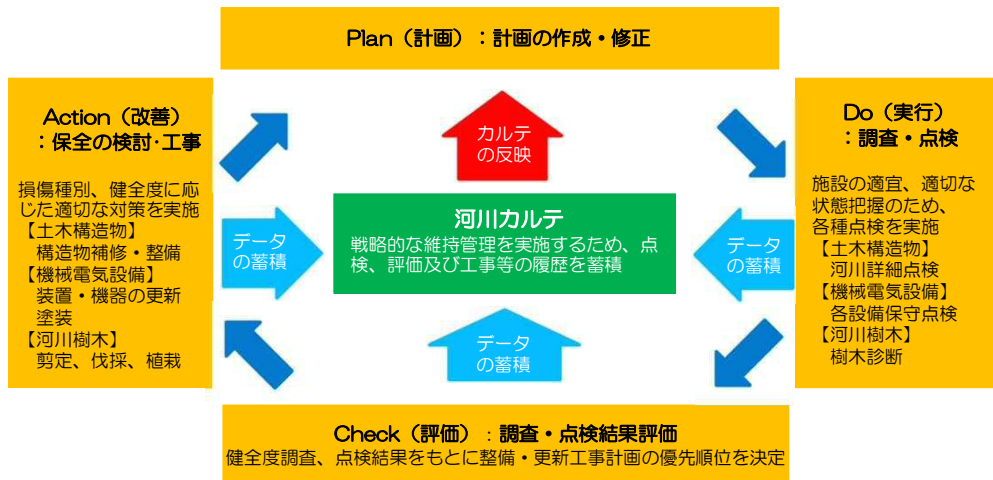 Plan（計画）：計画の作成・修正
Action（改善）
：保全の検討･工事
損傷種別、健全度に応
じた適切な対策を実施
【土木構造物】
構造物補修・整備
【機械電気設備】
装置・機器の更新
塗装
【河川樹木】
剪定、伐採、植栽
カルテ
の反映
河川カルテ
戦略的な維持管理を実施するため、点
検、評価及び工事等の履歴を蓄積
データ
の蓄積
データ
の蓄積
データ
の蓄積
Do（実行）
：調査・点検
施設の適宜、適切な
状態把握のため、
各種点検を実施
【土木構造物】
河川詳細点検
【機械電気設備】
各設備保守点検
【河川樹木】
樹木診断
Check（評価）：調査・点検結果評価
健全度調査、点検結果をもとに整備・更新工事計画の優先順位を決定